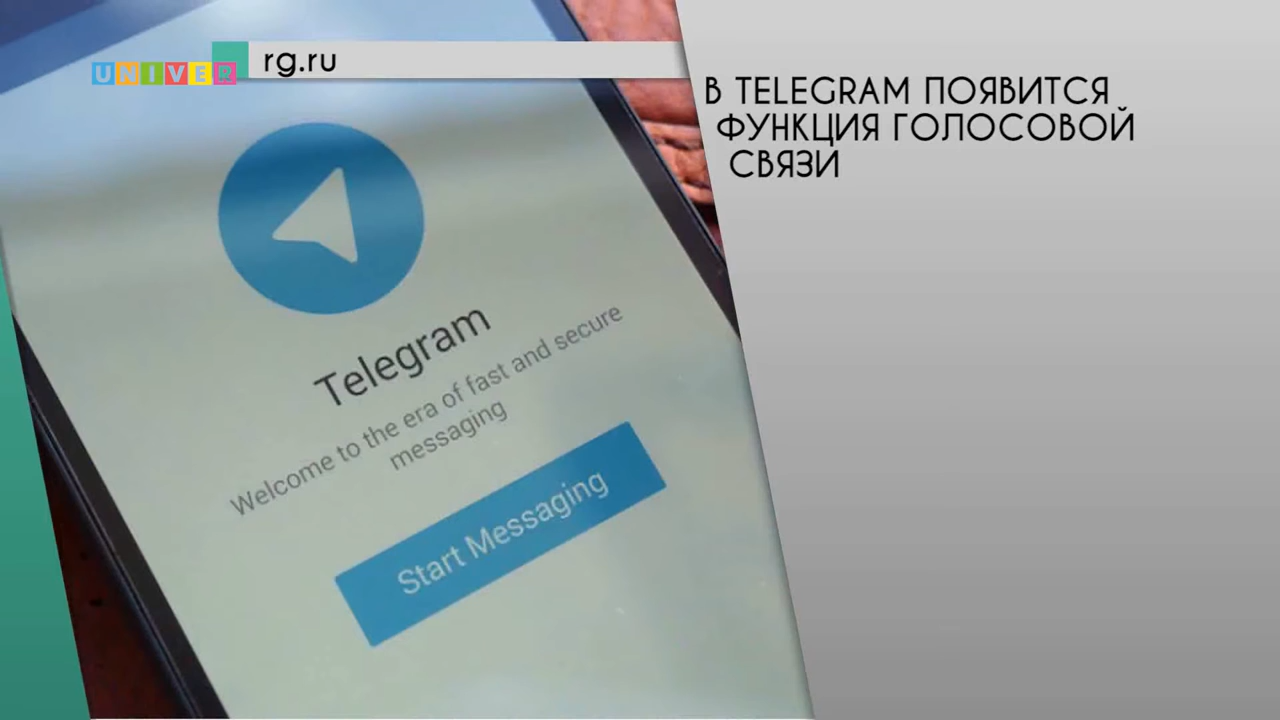 UNIVER
rg.ru
В TELEGRAM ПОЯВИТСЯ
ФУНКЦИЯ ГОЛОСОВОЙ
СВЯЗИ
Telegram
Welcome to the era of fast and secure
messaging
Start Messaging